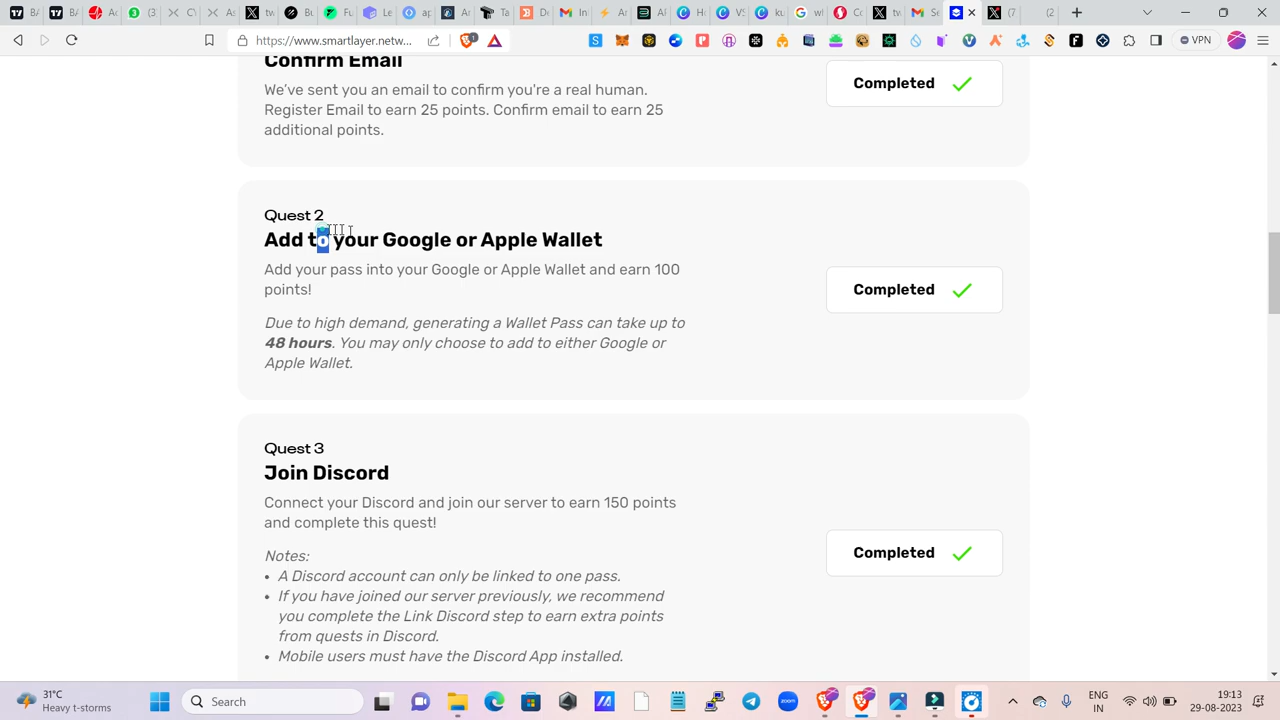 https://www.smartlayer.netw...
VPN
Confirm Email
We've sent you an email to confirm you're a real human.
Register Email to earn 25 points. Confirm email to earn 25
additional points.
Completed
Quest 2
Add to your Google or Apple Wallet
Add your pass into your Google or Apple Wallet and earn 100
points!
Due to high demand, generating a Wallet Pass can take up to
48 hours. You may only choose to add to either Google or
Apple Wallet.
Completed
Quest 3
Join Discord
Connect your Discord and join our server to earn 150 points
and complete this quest!
Notes:
• A Discord account can only be linked to one pass.
• If you have joined our server previously, we recommend
you complete the Link Discord step to earn extra points
from quests in Discord.
• Mobile users must have the Discord App installed.
Completed
31°C
Heavy t-storms
Search
zoom
ENG
IN
19:13
29-08-2023